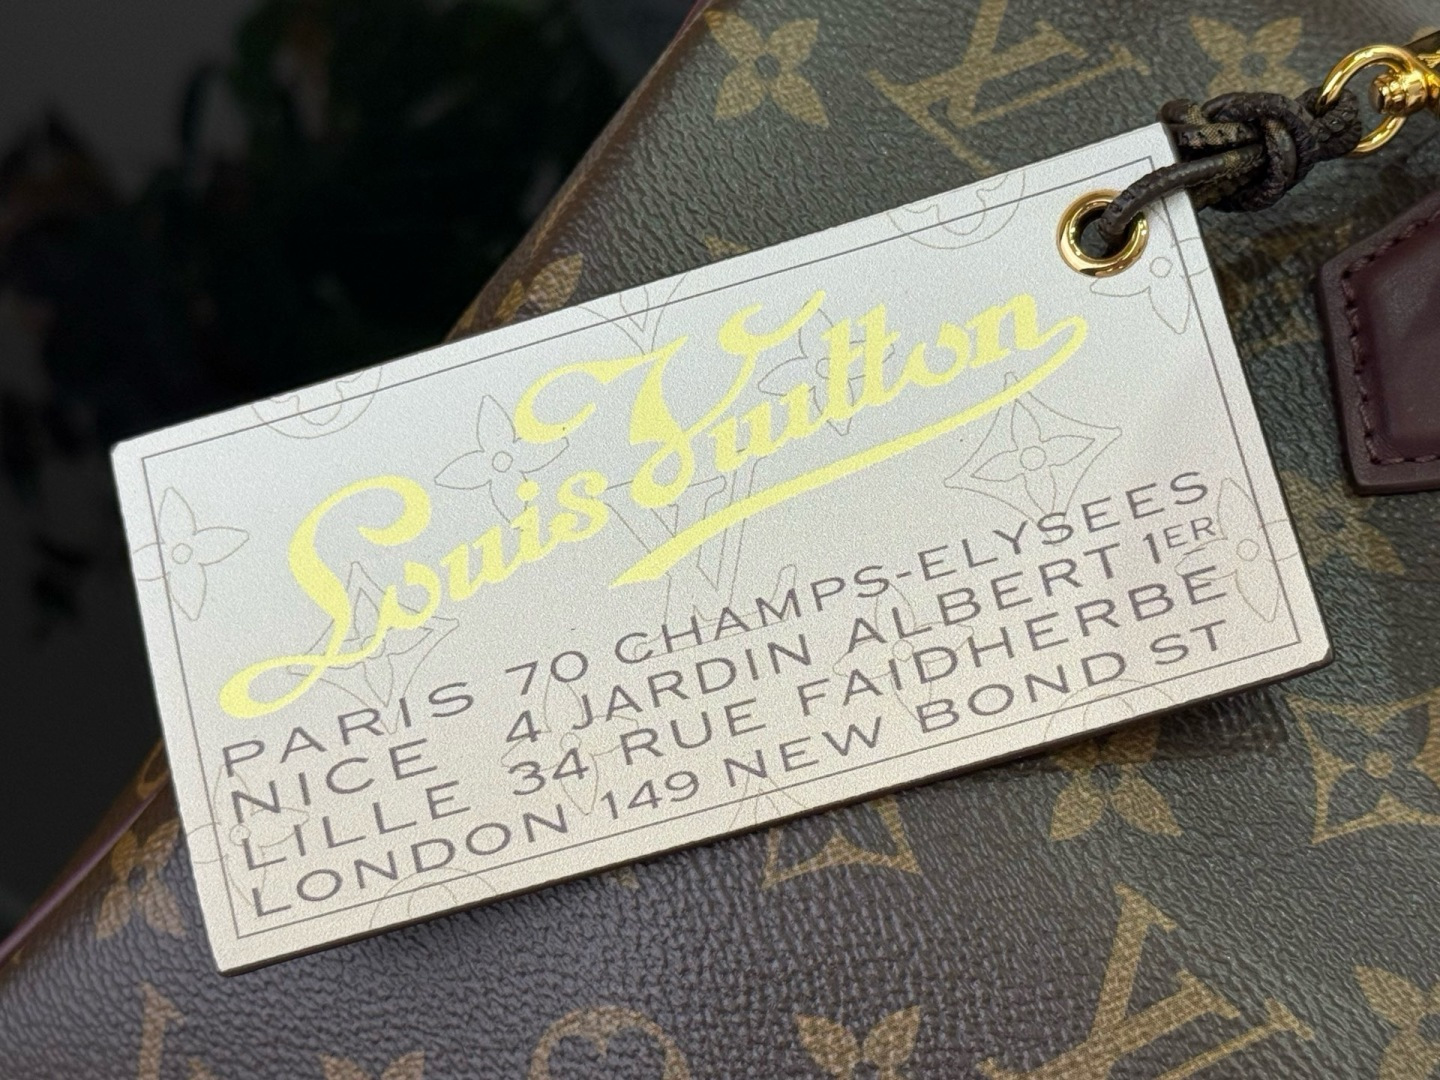 Louis Vuitton
PARIS 70 CHAMPS-ELYSEES
NICE 4 JARDIN ALBERT 1ER
LILLE 34 RUE FAIDHERBE
LONDON 149 NEW BOND ST